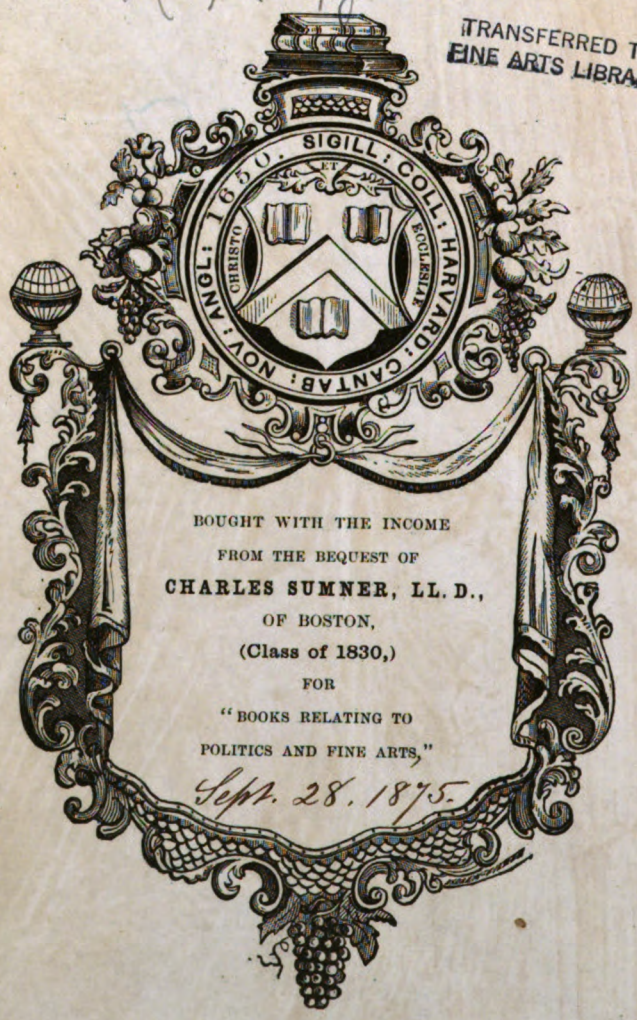 TRANSFERRED T
FINE ARTS LIBRA
SIGILL: COLL: HARVARD: CANTAB: NOV: ANGL: 1650.
ET
CHRISTO
ECCLESIAE
BOUGHT WITH THE INCOME
FROM THE BEQUEST OF
CHARLES SUMNER, LL. D.,
OF BOSTON,
(Class of 1830,)
FOR
"BOOKS RELATING TO
POLITICS AND FINE ARTS,"
Sept. 28. 1875.